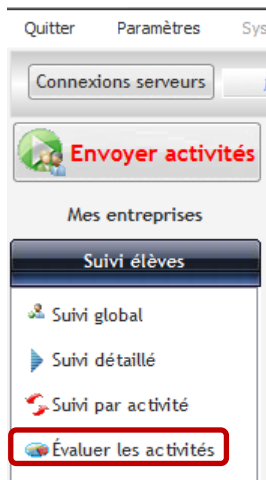 Quitter Paramètres Sys
Connexions serveurs
Envoyer activités
Mes entreprises
Suivi élèves
Suivi global
Suivi détaillé
Suivi par activité
Évaluer les activités